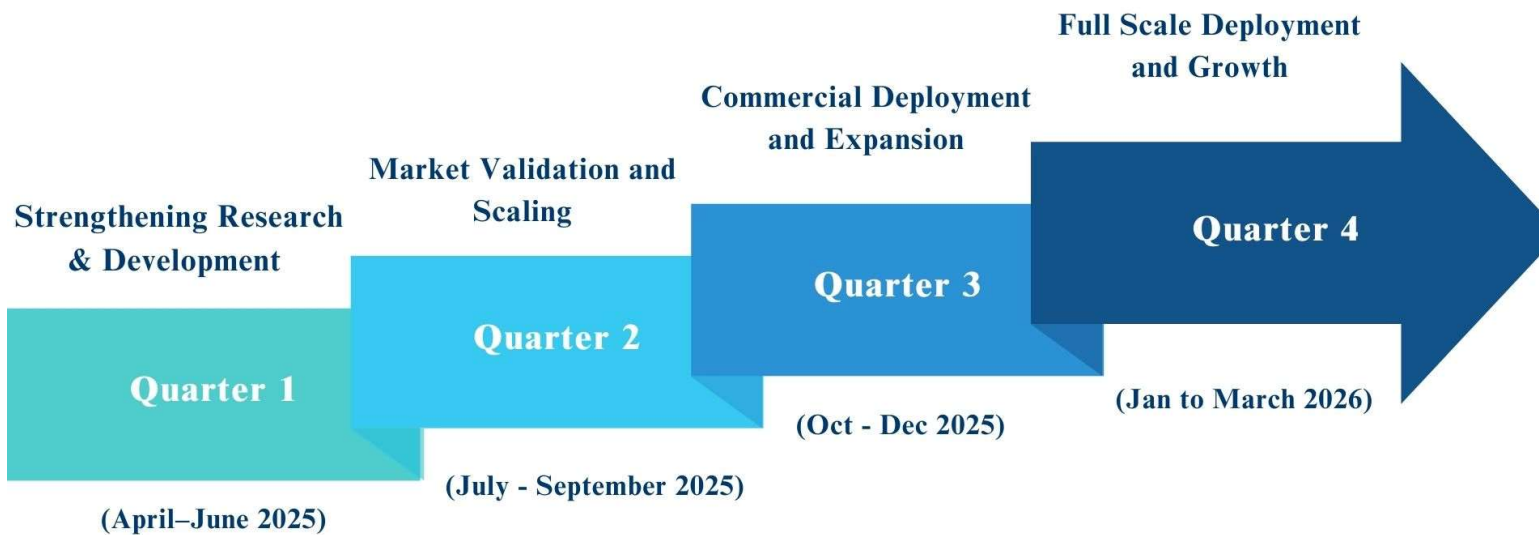 Strengthening Research
& Development
Quarter 1
(April–June 2025)
Market Validation and
Scaling
Quarter 2
(July - September 2025)
Commercial Deployment
and Expansion
Quarter 3
(Oct - Dec 2025)
Full Scale Deployment
and Growth
Quarter 4
(Jan to March 2026)